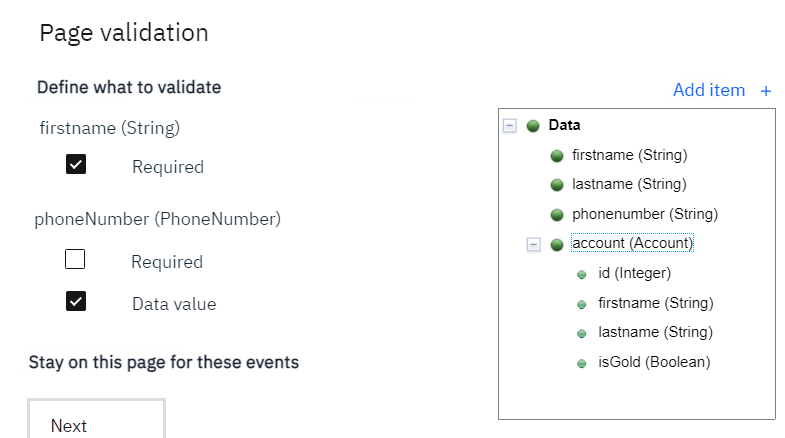 Page validation
Define what to validate
firstname (String)
Required
phoneNumber (PhoneNumber)
Required
Data value
Stay on this page for these events
Next
Add item +
Data
firstname (String)
lastname (String)
phonenumber (String)
account (Account)
id (Integer)
firstname (String)
lastname (String)
isGold (Boolean)